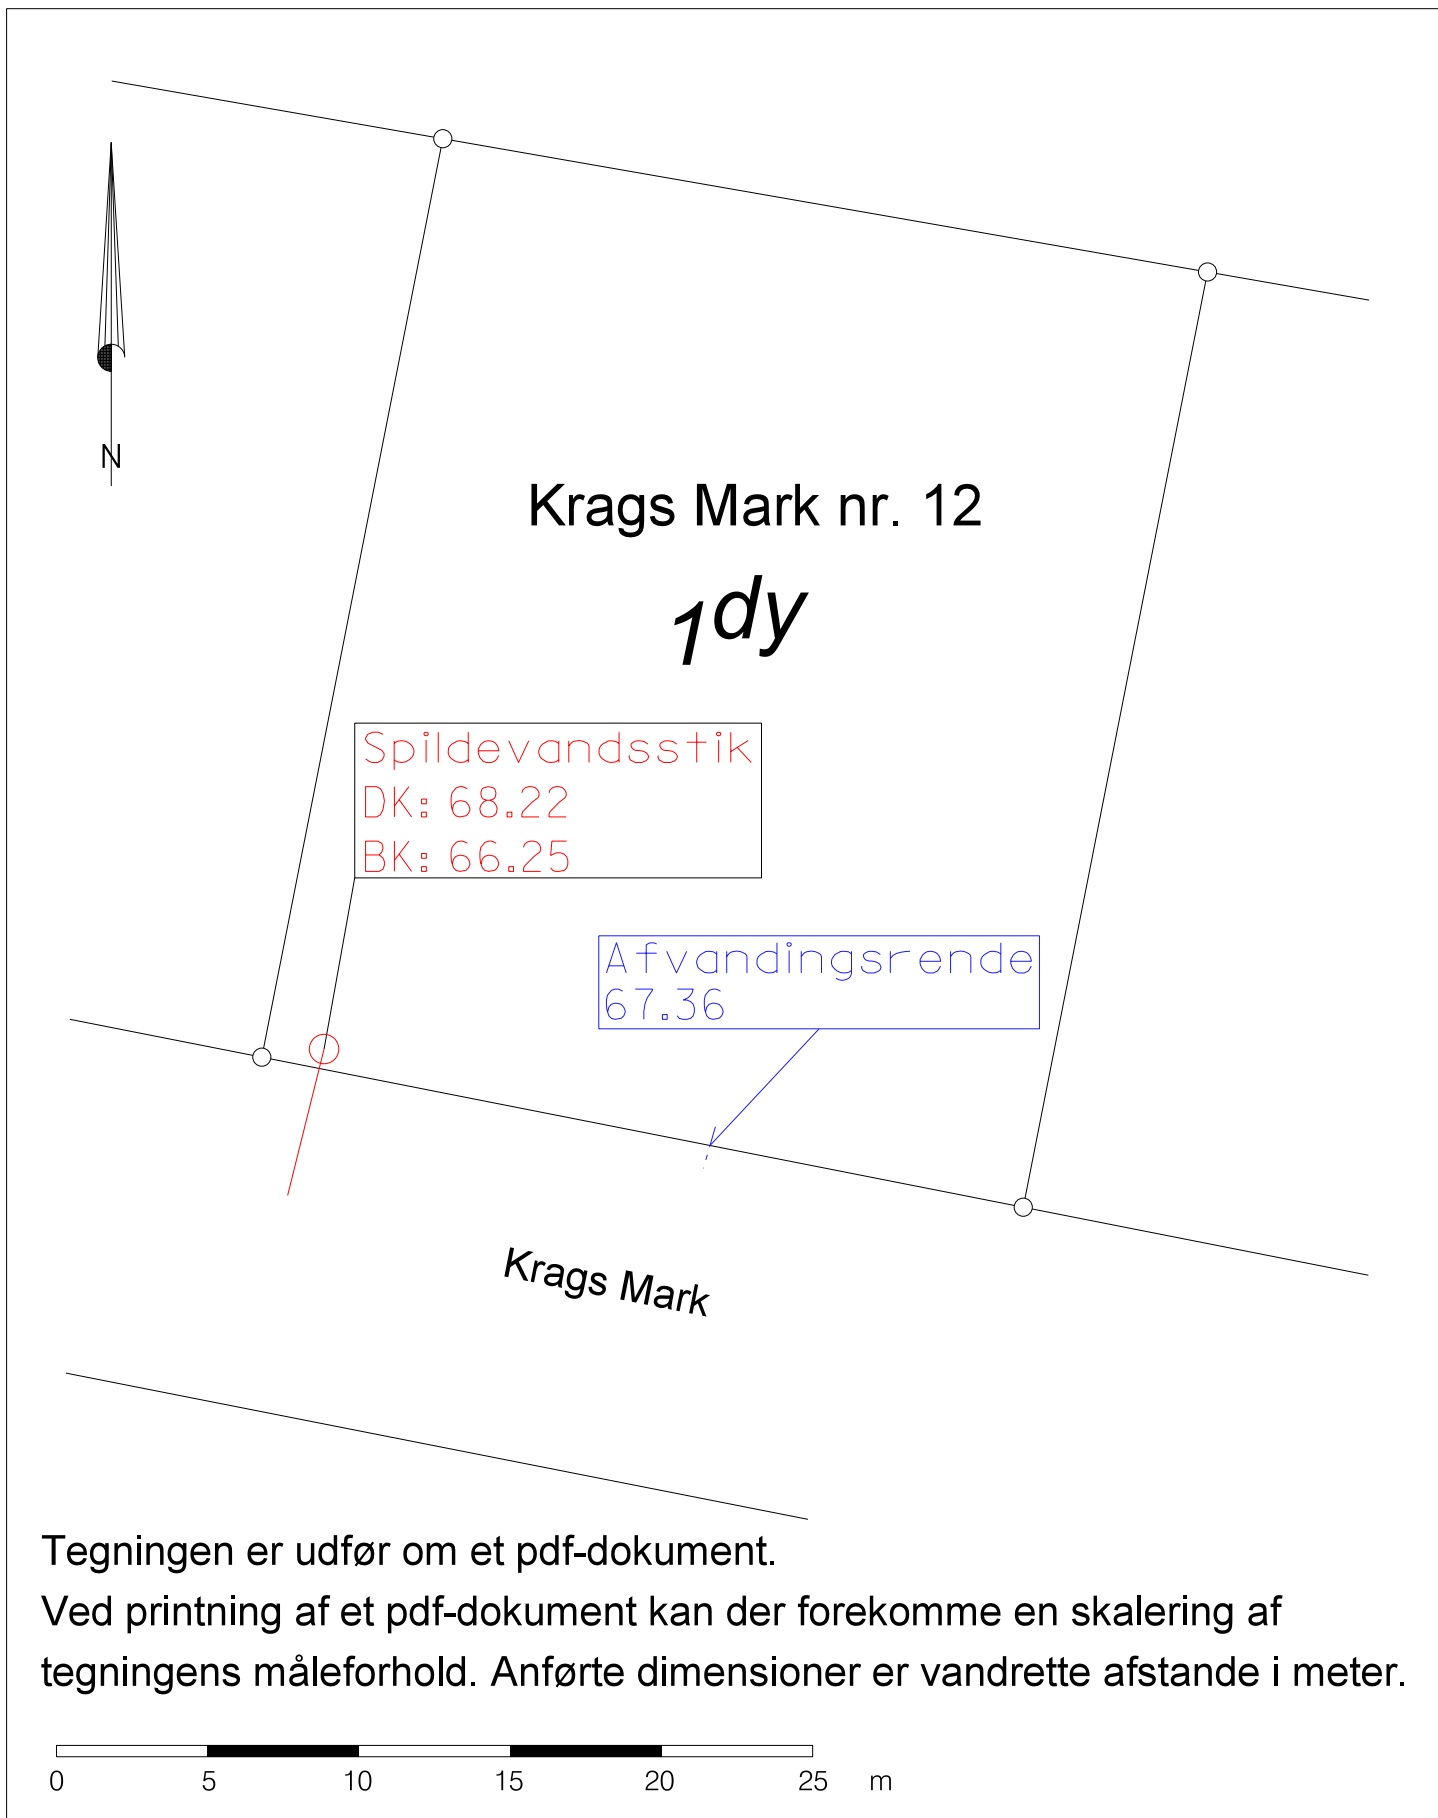 N
Krags Mark nr. 12
1dy
Spildevandsstik
DK: 68.22
BK: 66.25
Afvandingsrende
67.36
Krags Mark
Tegningen er udfør om et pdf-dokument.
Ved printning af et pdf-dokument kan der forekomme en skalering af
tegningens måleforhold. Anførte dimensioner er vandrette afstande i meter.
0 5 10 15 20 25 m